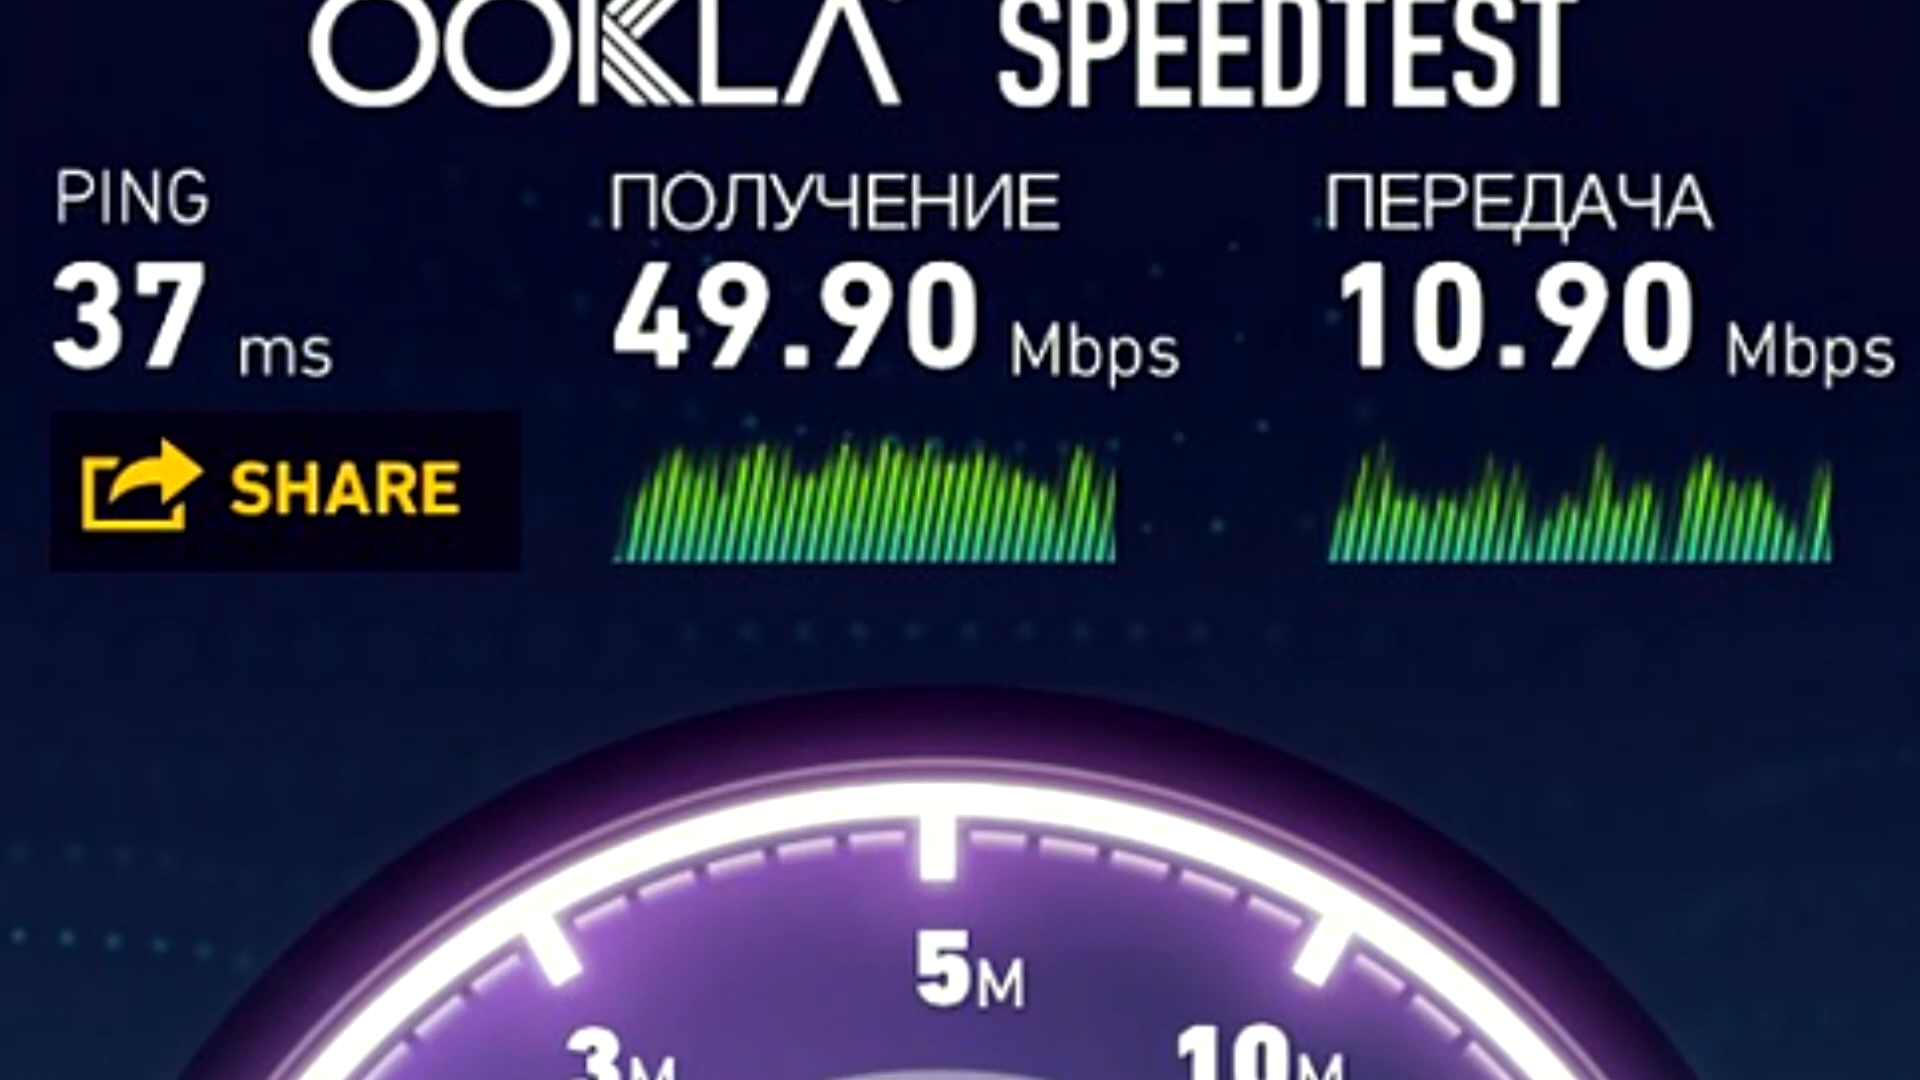 OOKLA SPEEDTEST
PING ПОЛУЧЕНИЕ ПЕРЕДАЧА
37 ms 49.90 Mbps 10.90 Mbps
SHARE
5M
3M 10M